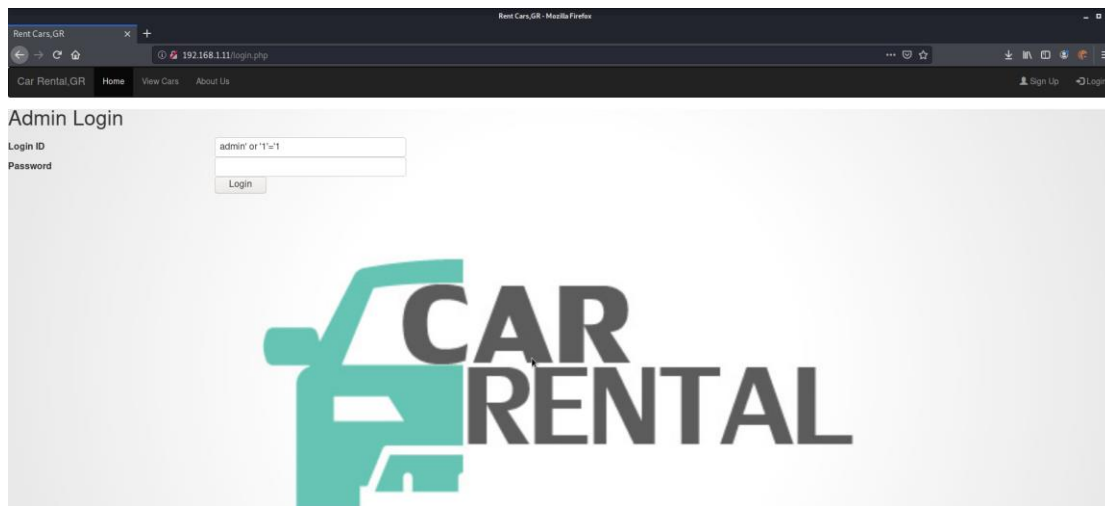 Rent Cars,GR - Mozilla Firefox
Rent Cars,GR
192.168.1.11/login.php
Car Rental,GR Home View Cars About Us Sign Up Login
Admin Login
Login ID admin' or '1'='1
Password
Login
CAR
RENTAL